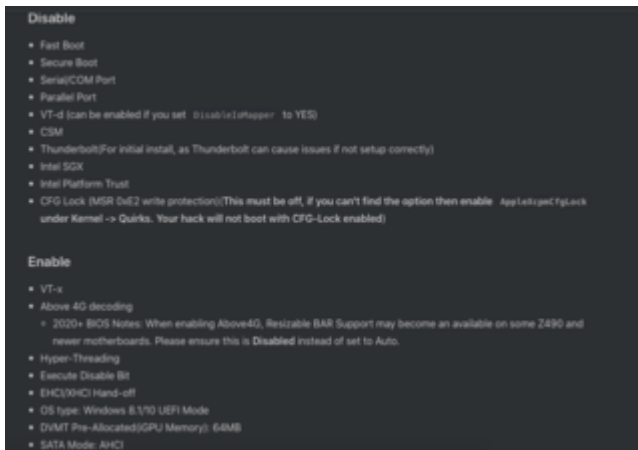 Disable
Fast Boot
Secure Boot
Serial/COM Port
Parallel Port
VT-d (can be enabled if you set DisableIoMapper to YES)
CSM
Thunderbolt(For initial install, as Thunderbolt can cause issues if not setup correctly)
Intel SGX
Intel Platform Trust
CFG Lock (MSR 0xE2 write protection)(This must be off, if you can't find the option then enable AppleXcpmCfgLock
under Kernel -> Quirks. Your hack will not boot with CFG-Lock enabled)
Enable
VT-x
Above 4G decoding
2020+ BIOS Notes: When enabling Above4G, Resizable BAR Support may become an available on some Z490 and
newer motherboards. Please ensure this is Disabled instead of set to Auto.
Hyper-Threading
Execute Disable Bit
EHCI/XHCI Hand-off
OS type: Windows 8.1/10 UEFI Mode
DVMT Pre-Allocated(iGPU Memory): 64MB
SATA Mode: AHCI